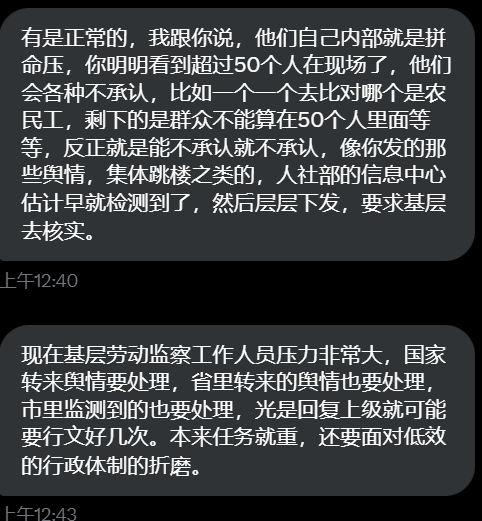 有是正常的，我跟你说，他们自己内部就是拼
命压，你明明看到超过50个人在现场了，他们
会各种不承认，比如一个一个去比对哪个是农
民工，剩下的是群众不能算在50个人里面等
等，反正就是能不承认就不承认，像你发的那
些舆情，集体跳楼之类的，人社部的信息中心
估计早就检测到了，然后层层下发，要求基层
去核实。
上午12:40
现在基层劳动监察工作人员压力非常大，国家
转来舆情要处理，省里转来的舆情也要处理，
市里监测到的也要处理，光是回复上级就可能
要行文好几次。本来任务就重，还要面对低效
的行政体制的折磨。
上午12:43